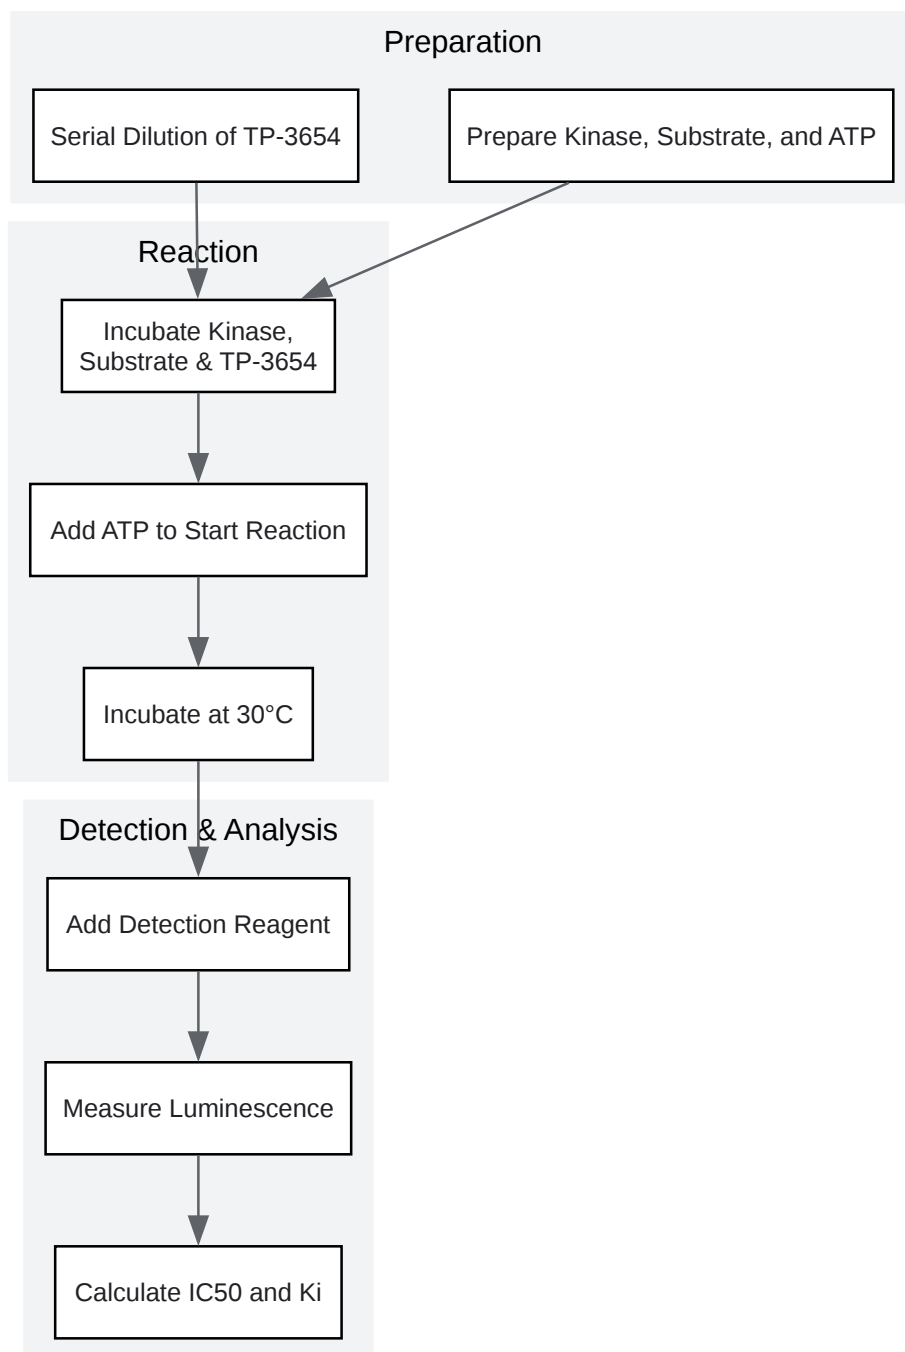 Preparation
Serial Dilution of TP-3654
Prepare Kinase, Substrate, and ATP
Reaction
Incubate Kinase,
Substrate & TP-3654
Add ATP to Start Reaction
Incubate at 30°C
Detection & Analysis
Add Detection Reagent
Measure Luminescence
Calculate IC50 and Ki